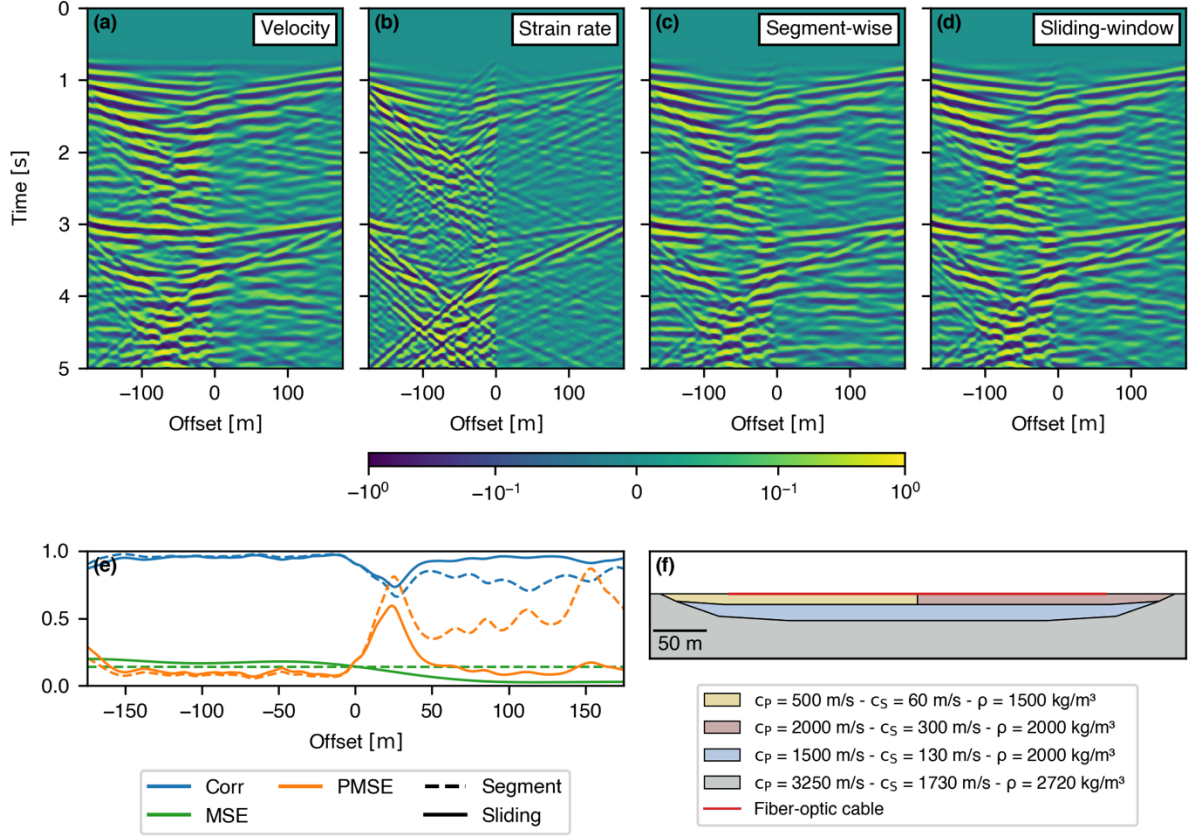 (a) Velocity (b) Strain rate (c) Segment-wise (d) Sliding-window
0
1
2
3
4
5
Time [s]
−100 0 100 −100 0 100 −100 0 100 −100 0 100
Offset [m] Offset [m] Offset [m] Offset [m]
−10⁰ −10⁻¹ 0 10⁻¹ 10⁰
(e)
1.0
0.5
0.0
−150 −100 −50 0 50 100 150
Offset [m]
Corr PMSE Segment
MSE Sliding
(f)
50 m
cP = 500 m/s - cS = 60 m/s - ρ = 1500 kg/m³
cP = 2000 m/s - cS = 300 m/s - ρ = 2000 kg/m³
cP = 1500 m/s - cS = 130 m/s - ρ = 2000 kg/m³
cP = 3250 m/s - cS = 1730 m/s - ρ = 2720 kg/m³
Fiber-optic cable